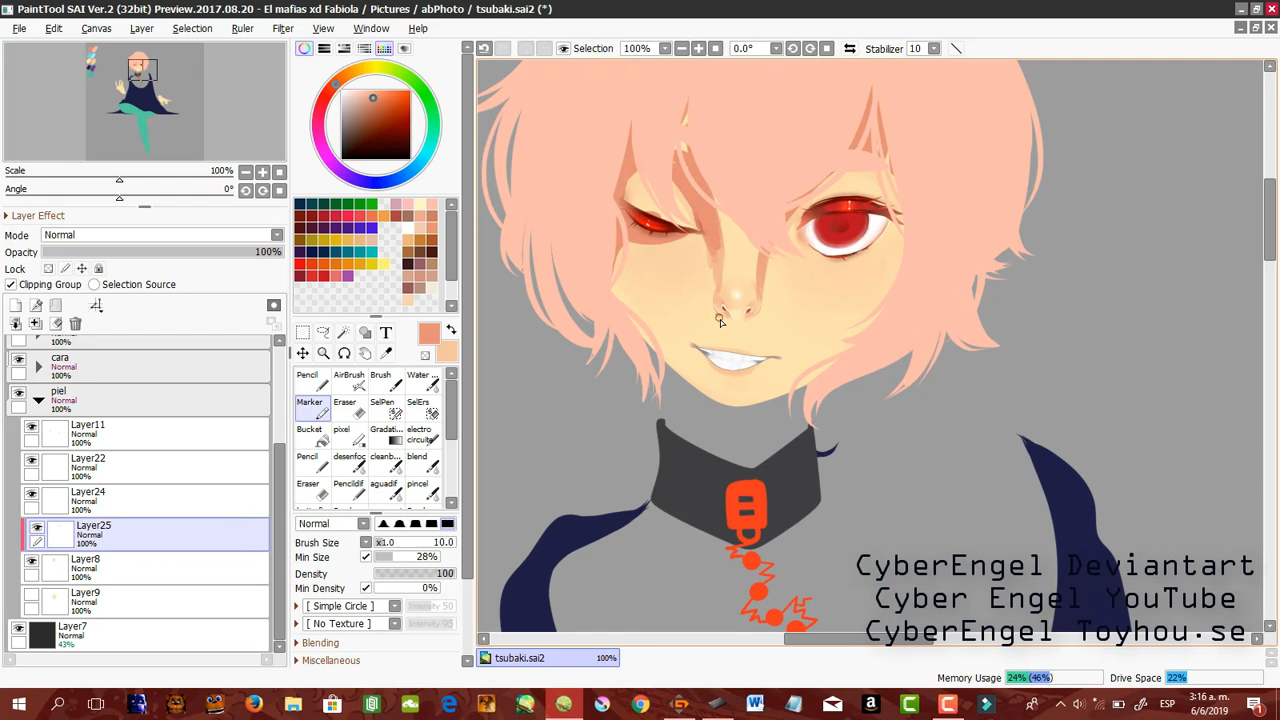 PaintTool SAI Ver.2 (32bit) Preview.2017.08.20 - El mafias xd Fabiola / Pictures / abPhoto / tsubaki.sai2 (*)
File Edit Canvas Layer Selection Ruler Filter View Window Help
Selection 100% 0.0° Stabilizer 10
Scale 100%
Angle 0°
Layer Effect
Mode Normal
Opacity 100%
Lock
Clipping Group Selection Source
100%
cara
Normal
100%
piel
Normal
100%
Layer11
Normal
100%
Layer22
Normal
100%
Layer24
Normal
100%
Layer25
Normal
100%
Layer8
Normal
100%
Layer9
Normal
100%
Layer7
Normal
43%
T
Pencil AirBrush Brush Water ...
Marker Eraser SelPen SelErs
Bucket pixel Gradati... electro circuite
Pencil desenfoc cleanb... blend
Eraser Pencildif aguadif pincel
Normal
Brush Size x1.0 10.0
Min Size 28%
Density 100
Min Density 0%
[ Simple Circle ] Intensity 50
[ No Texture ] Intensity 95
Blending
Miscellaneous
CyberEngel Deviantart
Cyber Engel YouTube
CyberEngel Toyhou.se
tsubaki.sai2 100%
Memory Usage 24% (46%) Drive Space 22%
ESP
3:16 a. m.
6/6/2019